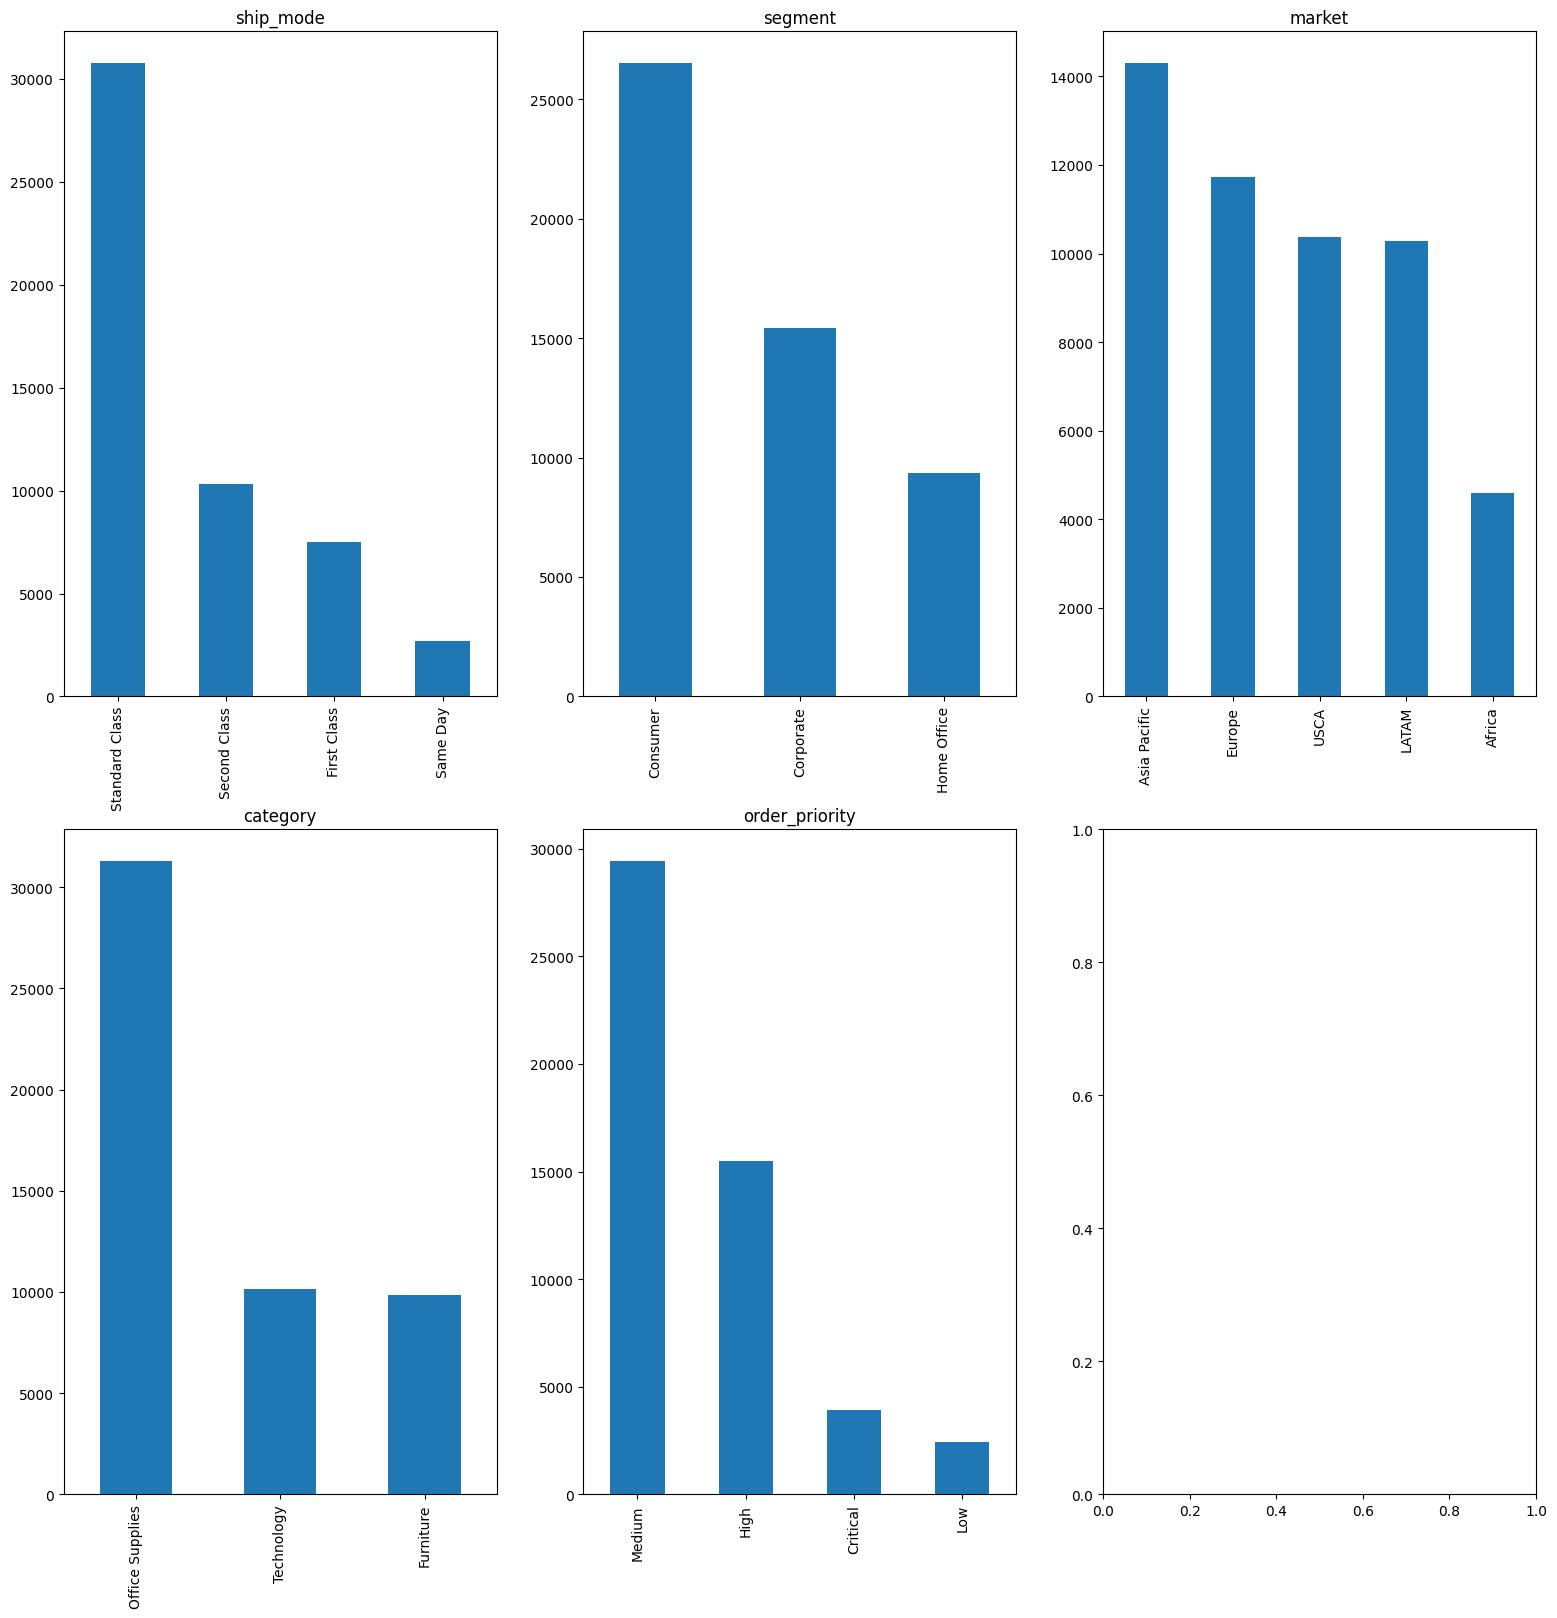 ship_mode
30000
25000
20000
15000
10000
5000
0
Standard Class
Second Class
First Class
Same Day
segment
25000
20000
15000
10000
5000
0
Consumer
Corporate
Home Office
market
14000
12000
10000
8000
6000
4000
2000
0
Asia Pacific
Europe
USCA
LATAM
Africa
category
30000
25000
20000
15000
10000
5000
0
Office Supplies
Technology
Furniture
order_priority
30000
25000
20000
15000
10000
5000
0
Medium
High
Critical
Low
1.0
0.8
0.6
0.4
0.2
0.0
0.0 0.2 0.4 0.6 0.8 1.0